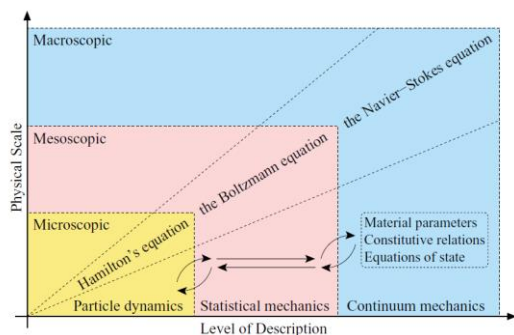 Macroscopic
the Navier−Stokes equation
Mesoscopic
the Boltzmann equation
Microscopic
Hamilton's equation
Material parameters
Constitutive relations
Equations of state
Particle dynamics
Statistical mechanics
Continuum mechanics
Physical Scale
Level of Description